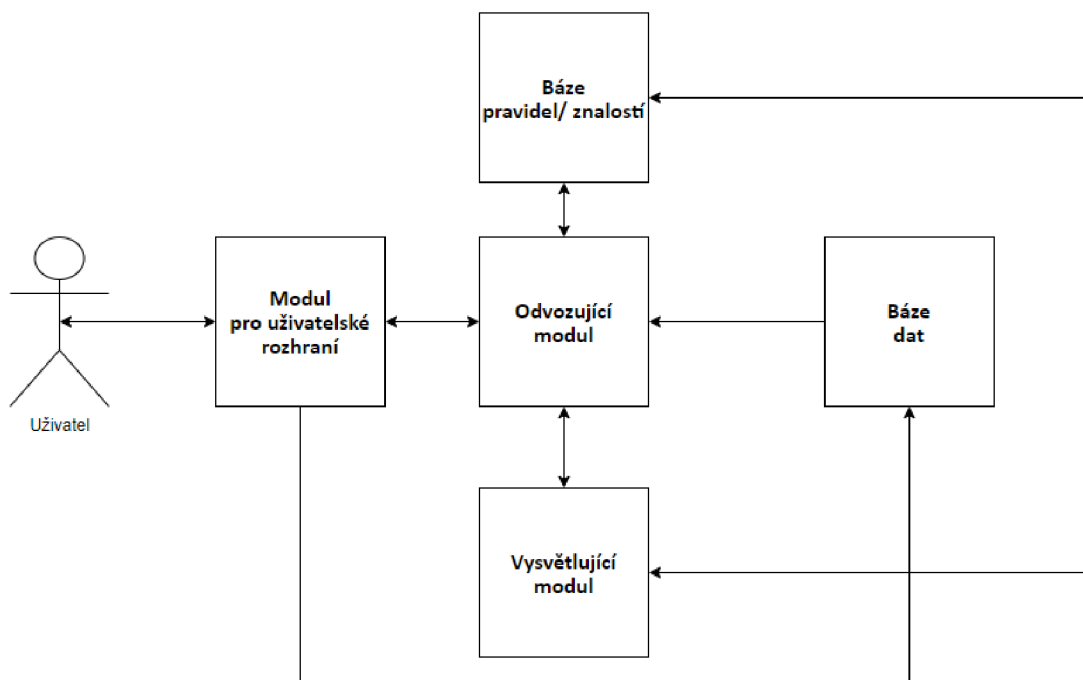 Báze
pravidel/ znalostí
Modul
pro uživatelské
rozhraní
Odvozující
modul
Báze
dat
Uživatel
Vysvětlující
modul